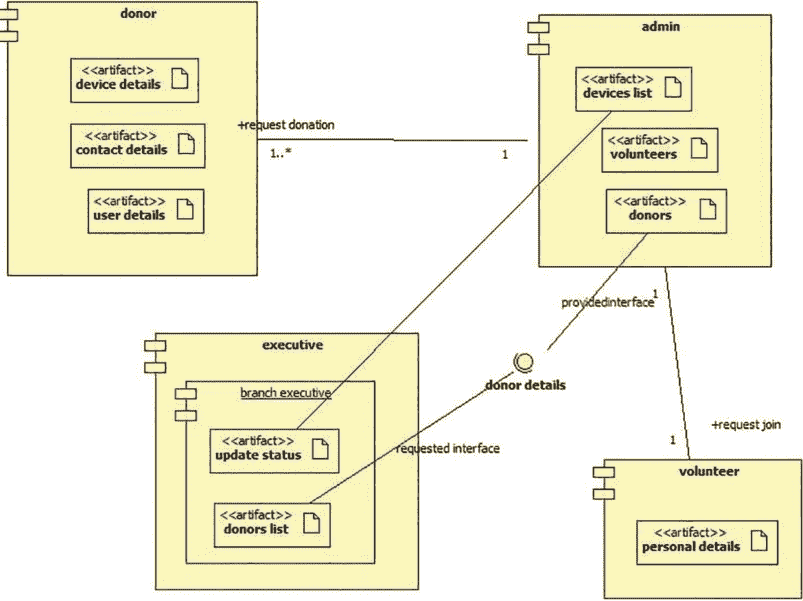 donor
<<artifact>>
device details
<<artifact>>
contact details
<<artifact>>
user details
+request donation
1..*
1
admin
<<artifact>>
devices list
<<artifact>>
volunteers
<<artifact>>
donors
providedinterface
1
donor details
executive
branch executive
<<artifact>>
update status
<<artifact>>
donors list
requested interface
+request join
1
volunteer
<<artifact>>
personal details